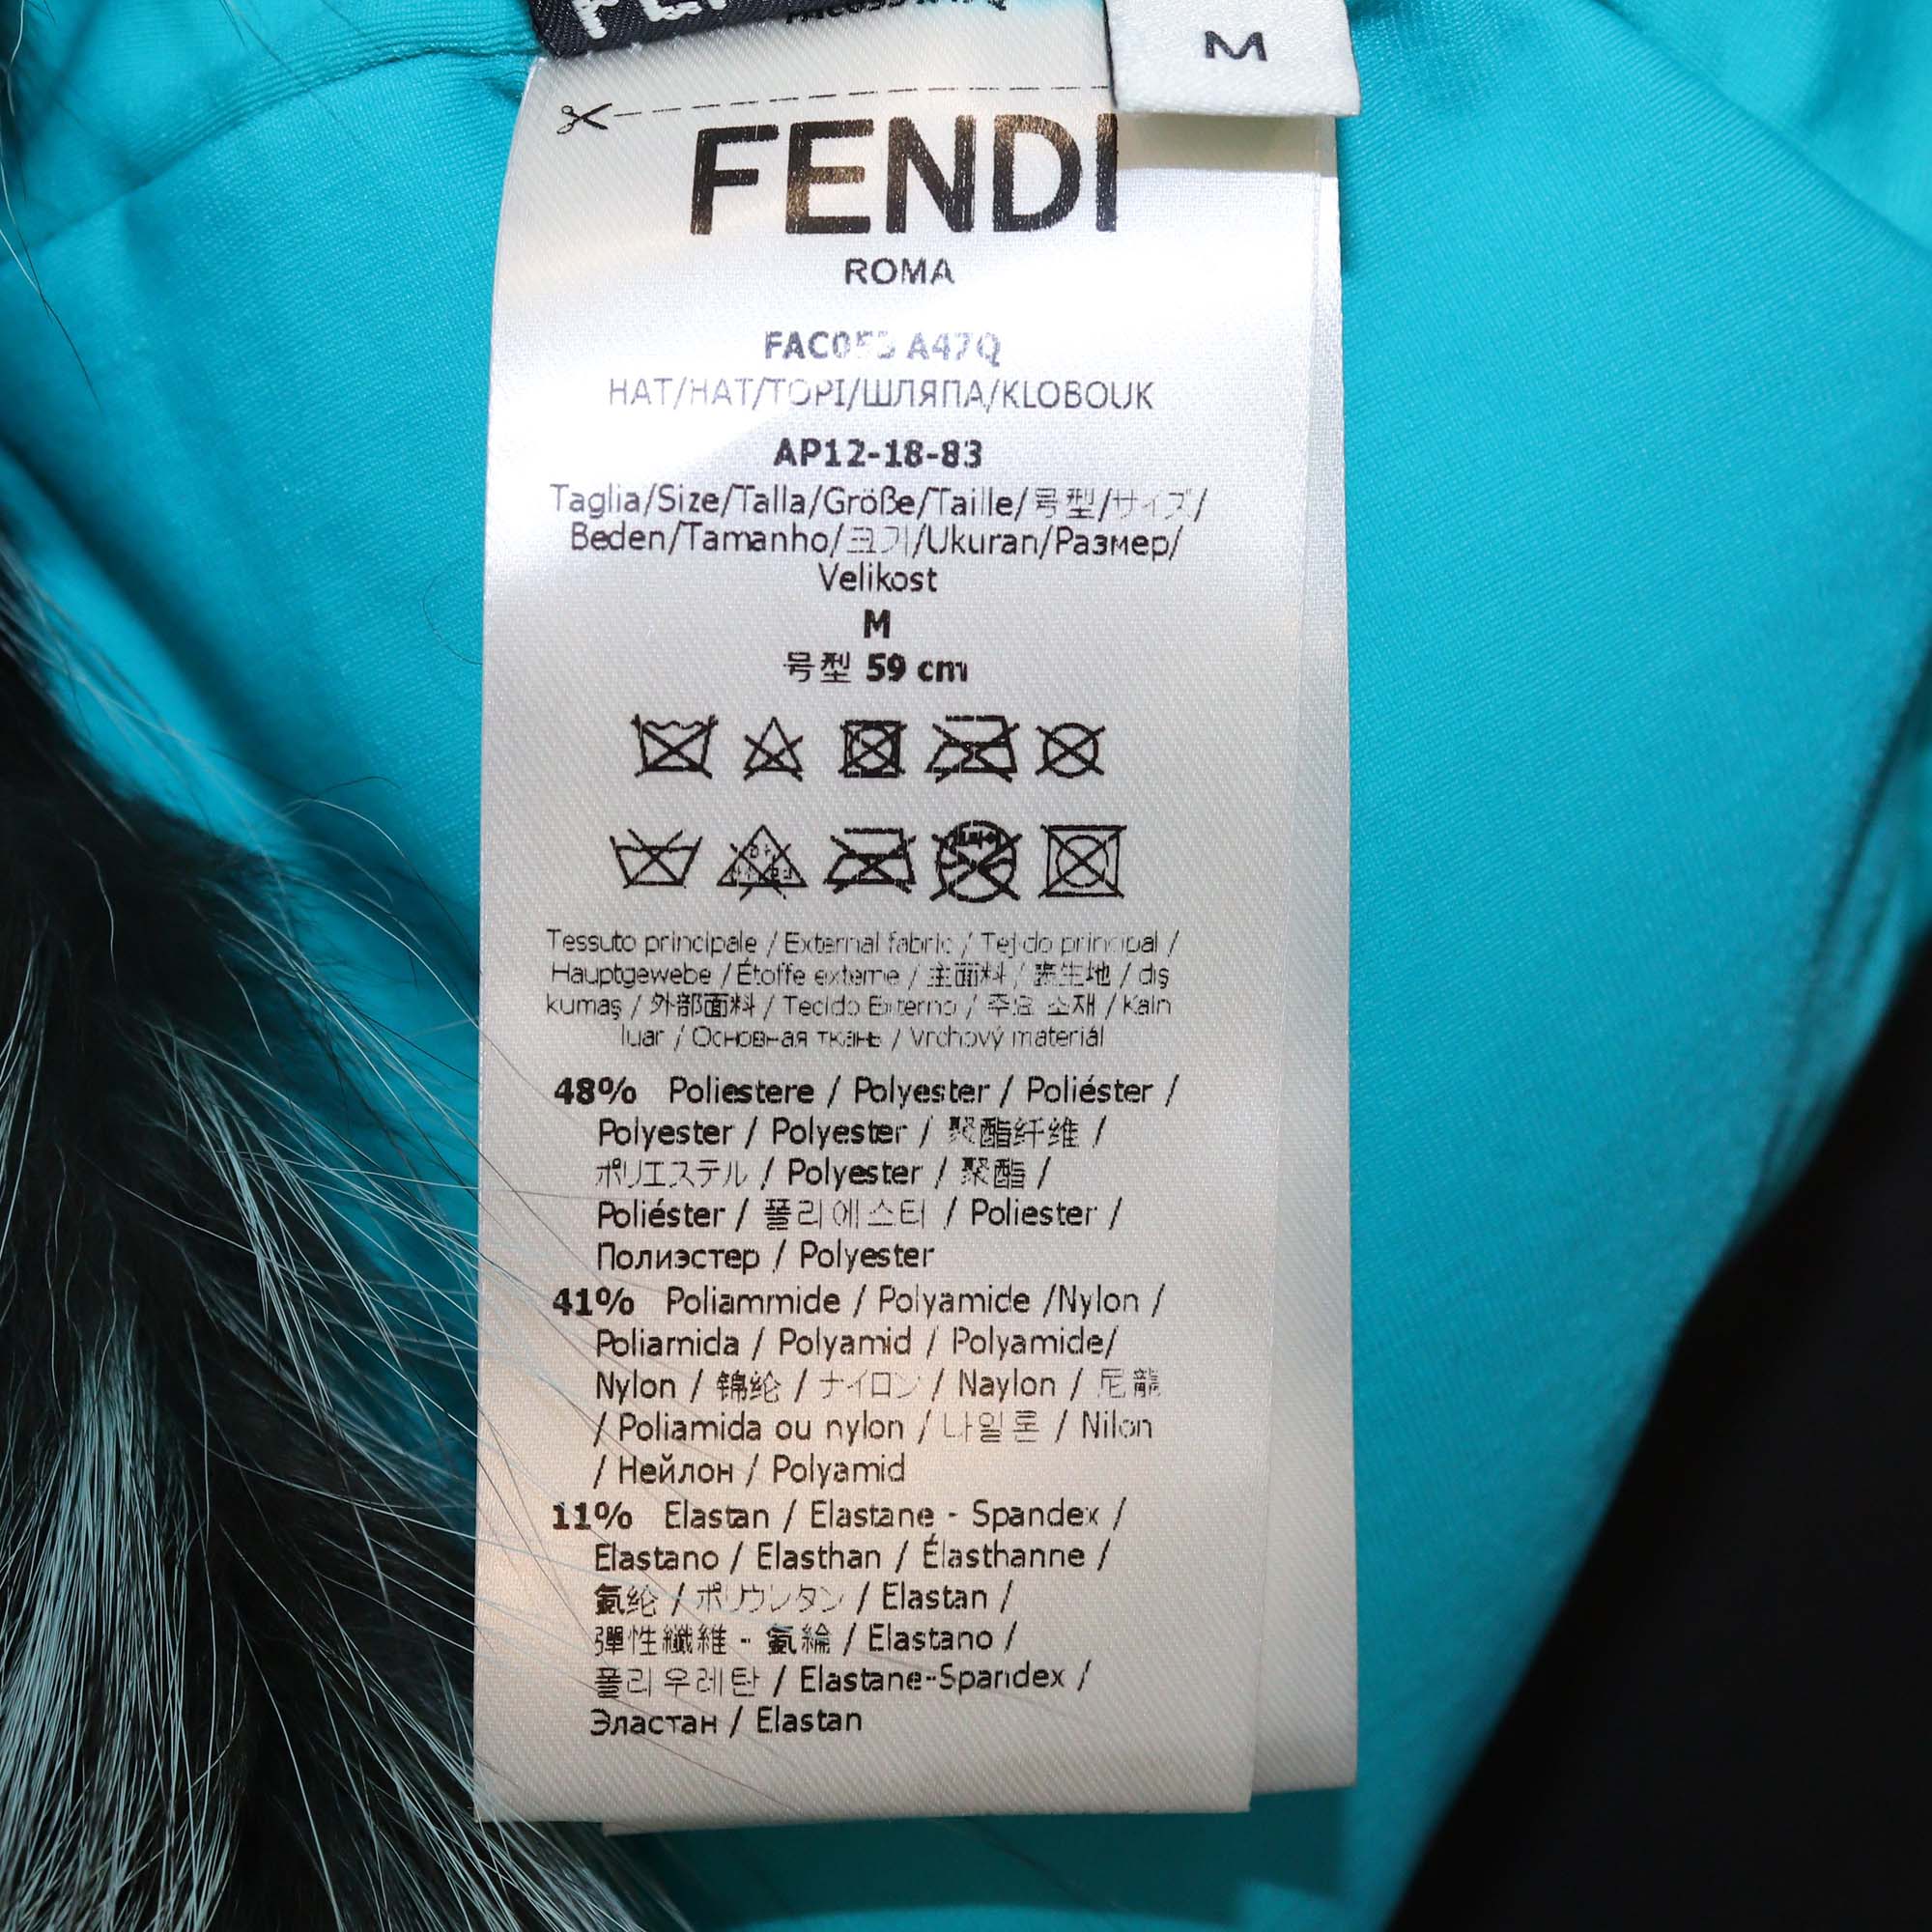 M
FENDI
ROMA
A47Q
HAT/HAT/TOPI/ШЛЯПА/KLOBOUK
AP12-18-83
Taglia/Size/Talla/Größe/Taille/号型/サイズ/
Beden/Tamanho/크기/Ukuran/Размер/
Velikost
M
号型 59 cm
Tessuto principale / External fabric / Tejido principal /
Hauptgewebe / Étoffe externe / 主面料 / 表生地 / dış
kumaş / 外部面料 / Tecido Externo / 주요 소재 / Kain
luar / Основная ткань / Vrchový materiál
48% Poliestere / Polyester / Poliéster /
Polyester / Polyester / 聚酯纤维 /
ポリエステル / Polyester / 聚酯 /
Poliéster / 폴리에스터 / Poliester /
Полиэстер / Polyester
41% Poliammide / Polyamide /Nylon /
Poliamida / Polyamid / Polyamide/
Nylon / 锦纶 / ナイロン / Naylon / 尼龍
/ Poliamida ou nylon / 나일론 / Nilon
/ Нейлон / Polyamid
11% Elastan / Elastane - Spandex /
Elastano / Elasthan / Élasthanne /
氨纶 / ポリウレタン / Elastan /
彈性纖維 - 氨綸 / Elastano /
폴리우레탄 / Elastane-Spandex /
Эластан / Elastan